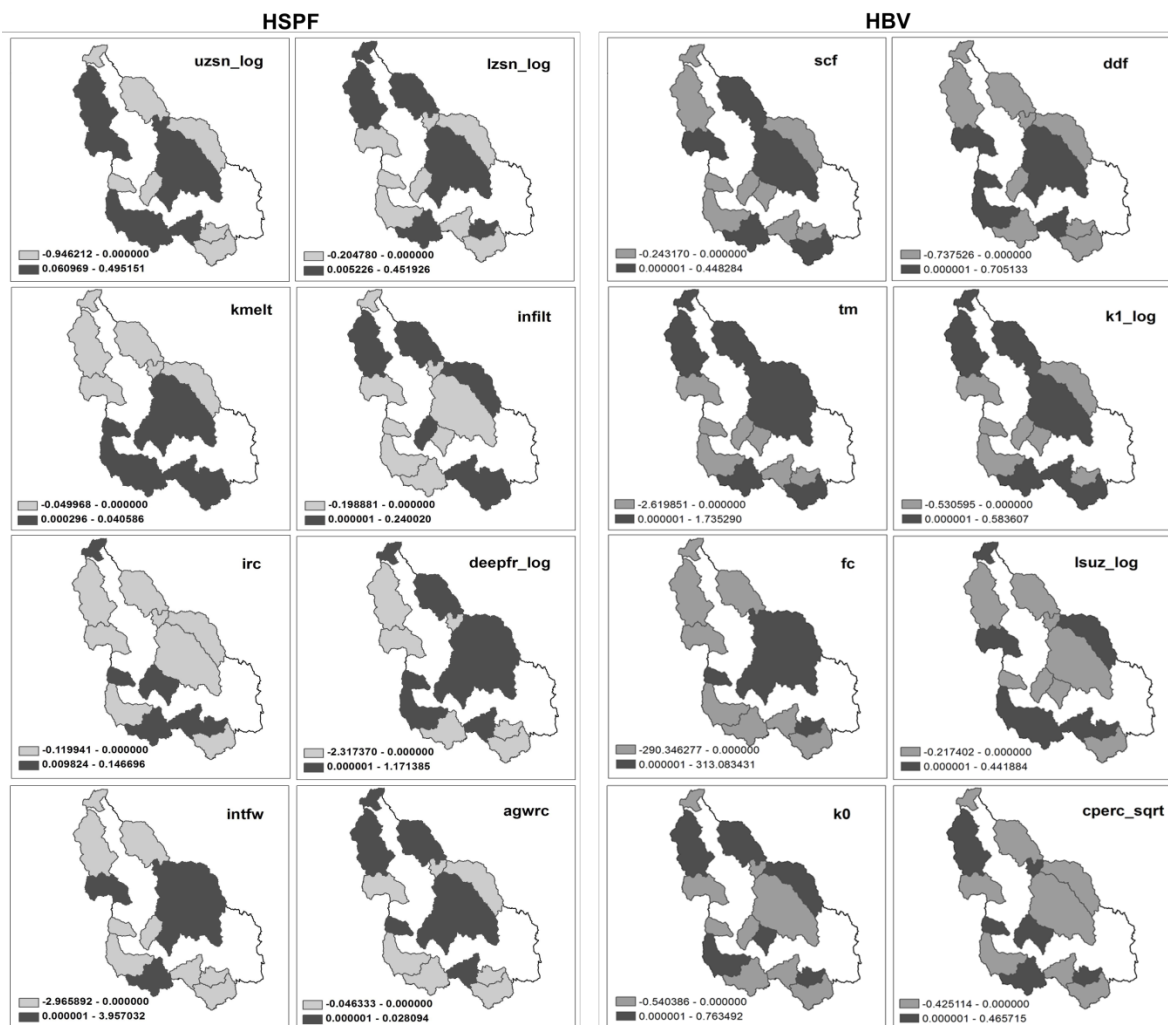 HSPF
HBV
uzsn_log
-0.946212 - 0.000000
0.060969 - 0.495151
lzsn_log
-0.204780 - 0.000000
0.005226 - 0.451926
scf
-0.243170 - 0.000000
0.000001 - 0.448284
ddf
-0.737526 - 0.000000
0.000001 - 0.705133
kmelt
-0.049968 - 0.000000
0.000296 - 0.040586
infilt
-0.198881 - 0.000000
0.000001 - 0.240020
tm
-2.619851 - 0.000000
0.000001 - 1.735290
k1_log
-0.530595 - 0.000000
0.000001 - 0.583607
irc
-0.119941 - 0.000000
0.009824 - 0.146696
deepfr_log
-2.317370 - 0.000000
0.000001 - 1.171385
fc
-290.346277 - 0.000000
0.000001 - 313.083431
lsuz_log
-0.217402 - 0.000000
0.000001 - 0.441884
intfw
-2.965892 - 0.000000
0.000001 - 3.957032
agwrc
-0.046333 - 0.000000
0.000001 - 0.028094
k0
-0.540386 - 0.000000
0.000001 - 0.763492
cperc_sqrt
-0.425114 - 0.000000
0.000001 - 0.465715